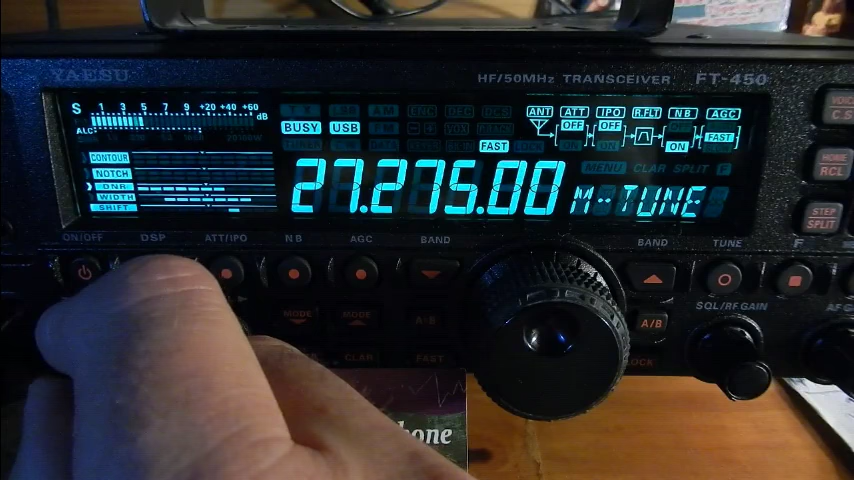 YAESU
HF/50MHz TRANSCEIVER FT-450
S 1 3 5 7 9 +20 +40 +60 dB
ALC
BUSY USB
FAST
ANT ATT IPO R.FLT NB AGC
OFF OFF
ON FAST
CONTOUR
NOTCH
DNR
WIDTH
SHIFT
27.275.00 M-TUNE
MENU CLAR SPLIT F
VOICE
C.S
HOME
RCL
STEP
SPLIT
ON/OFF DSP ATT/IPO NB AGC BAND BAND TUNE F
MODE MODE A▸B A/B
SQL/RF GAIN
CLAR FAST LOCK
hone